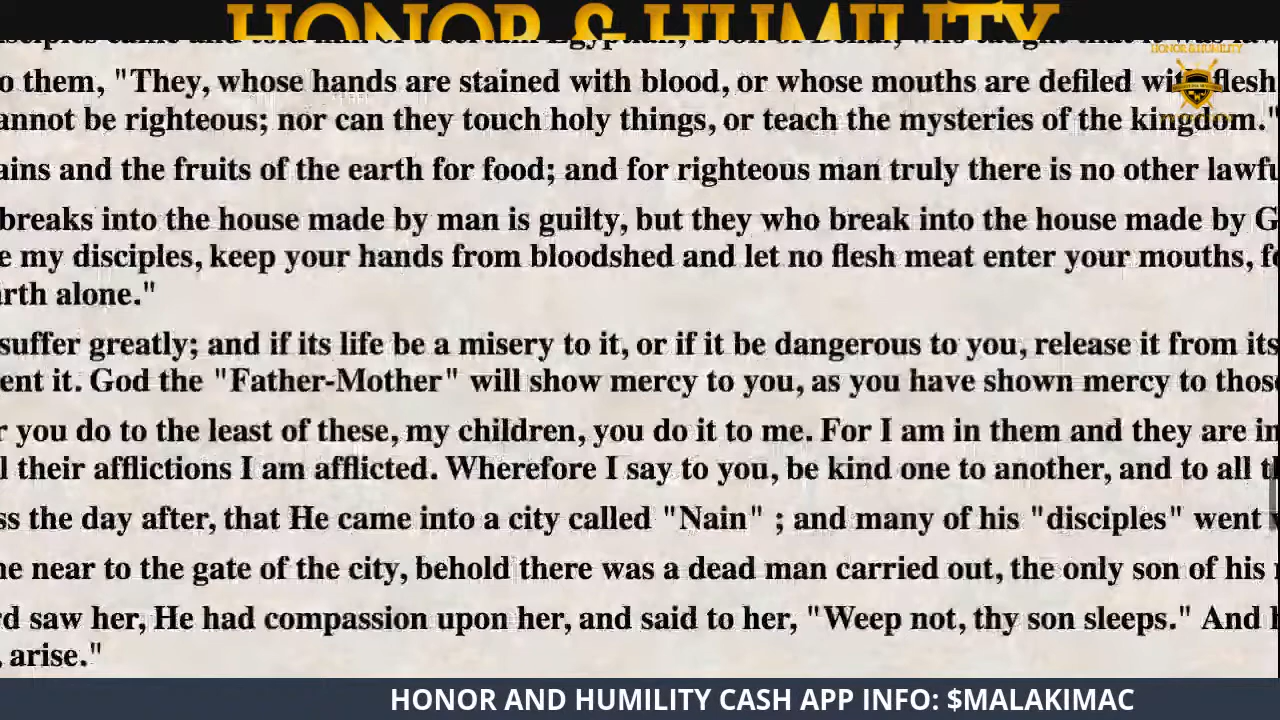 HONOR & HUMILITY
HONOR & HUMILITY
o them, "They, whose hands are stained with blood, or whose mouths are defiled with flesh
annot be righteous; nor can they touch holy things, or teach the mysteries of the kingdom."
ains and the fruits of the earth for food; and for righteous man truly there is no other lawfu
breaks into the house made by man is guilty, but they who break into the house made by G
e my disciples, keep your hands from bloodshed and let no flesh meat enter your mouths, fo
arth alone."
suffer greatly; and if its life be a misery to it, or if it be dangerous to you, release it from its
ent it. God the "Father-Mother" will show mercy to you, as you have shown mercy to those
r you do to the least of these, my children, you do it to me. For I am in them and they are in
l their afflictions I am afflicted. Wherefore I say to you, be kind one to another, and to all th
ss the day after, that He came into a city called "Nain" ; and many of his "disciples" went
ne near to the gate of the city, behold there was a dead man carried out, the only son of his
rd saw her, He had compassion upon her, and said to her, "Weep not, thy son sleeps." And h
, arise."
HONOR AND HUMILITY CASH APP INFO: $MALAKIMAC